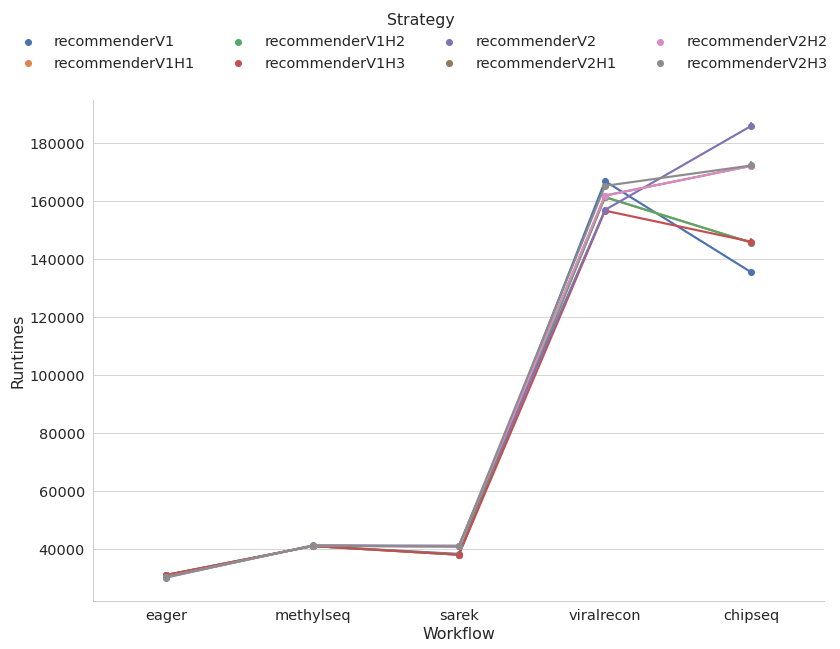 Strategy
recommenderV1 recommenderV1H2 recommenderV2 recommenderV2H2
recommenderV1H1 recommenderV1H3 recommenderV2H1 recommenderV2H3
180000
160000
140000
120000
100000
80000
60000
40000
Runtimes
eager methylseq sarek viralrecon chipseq
Workflow